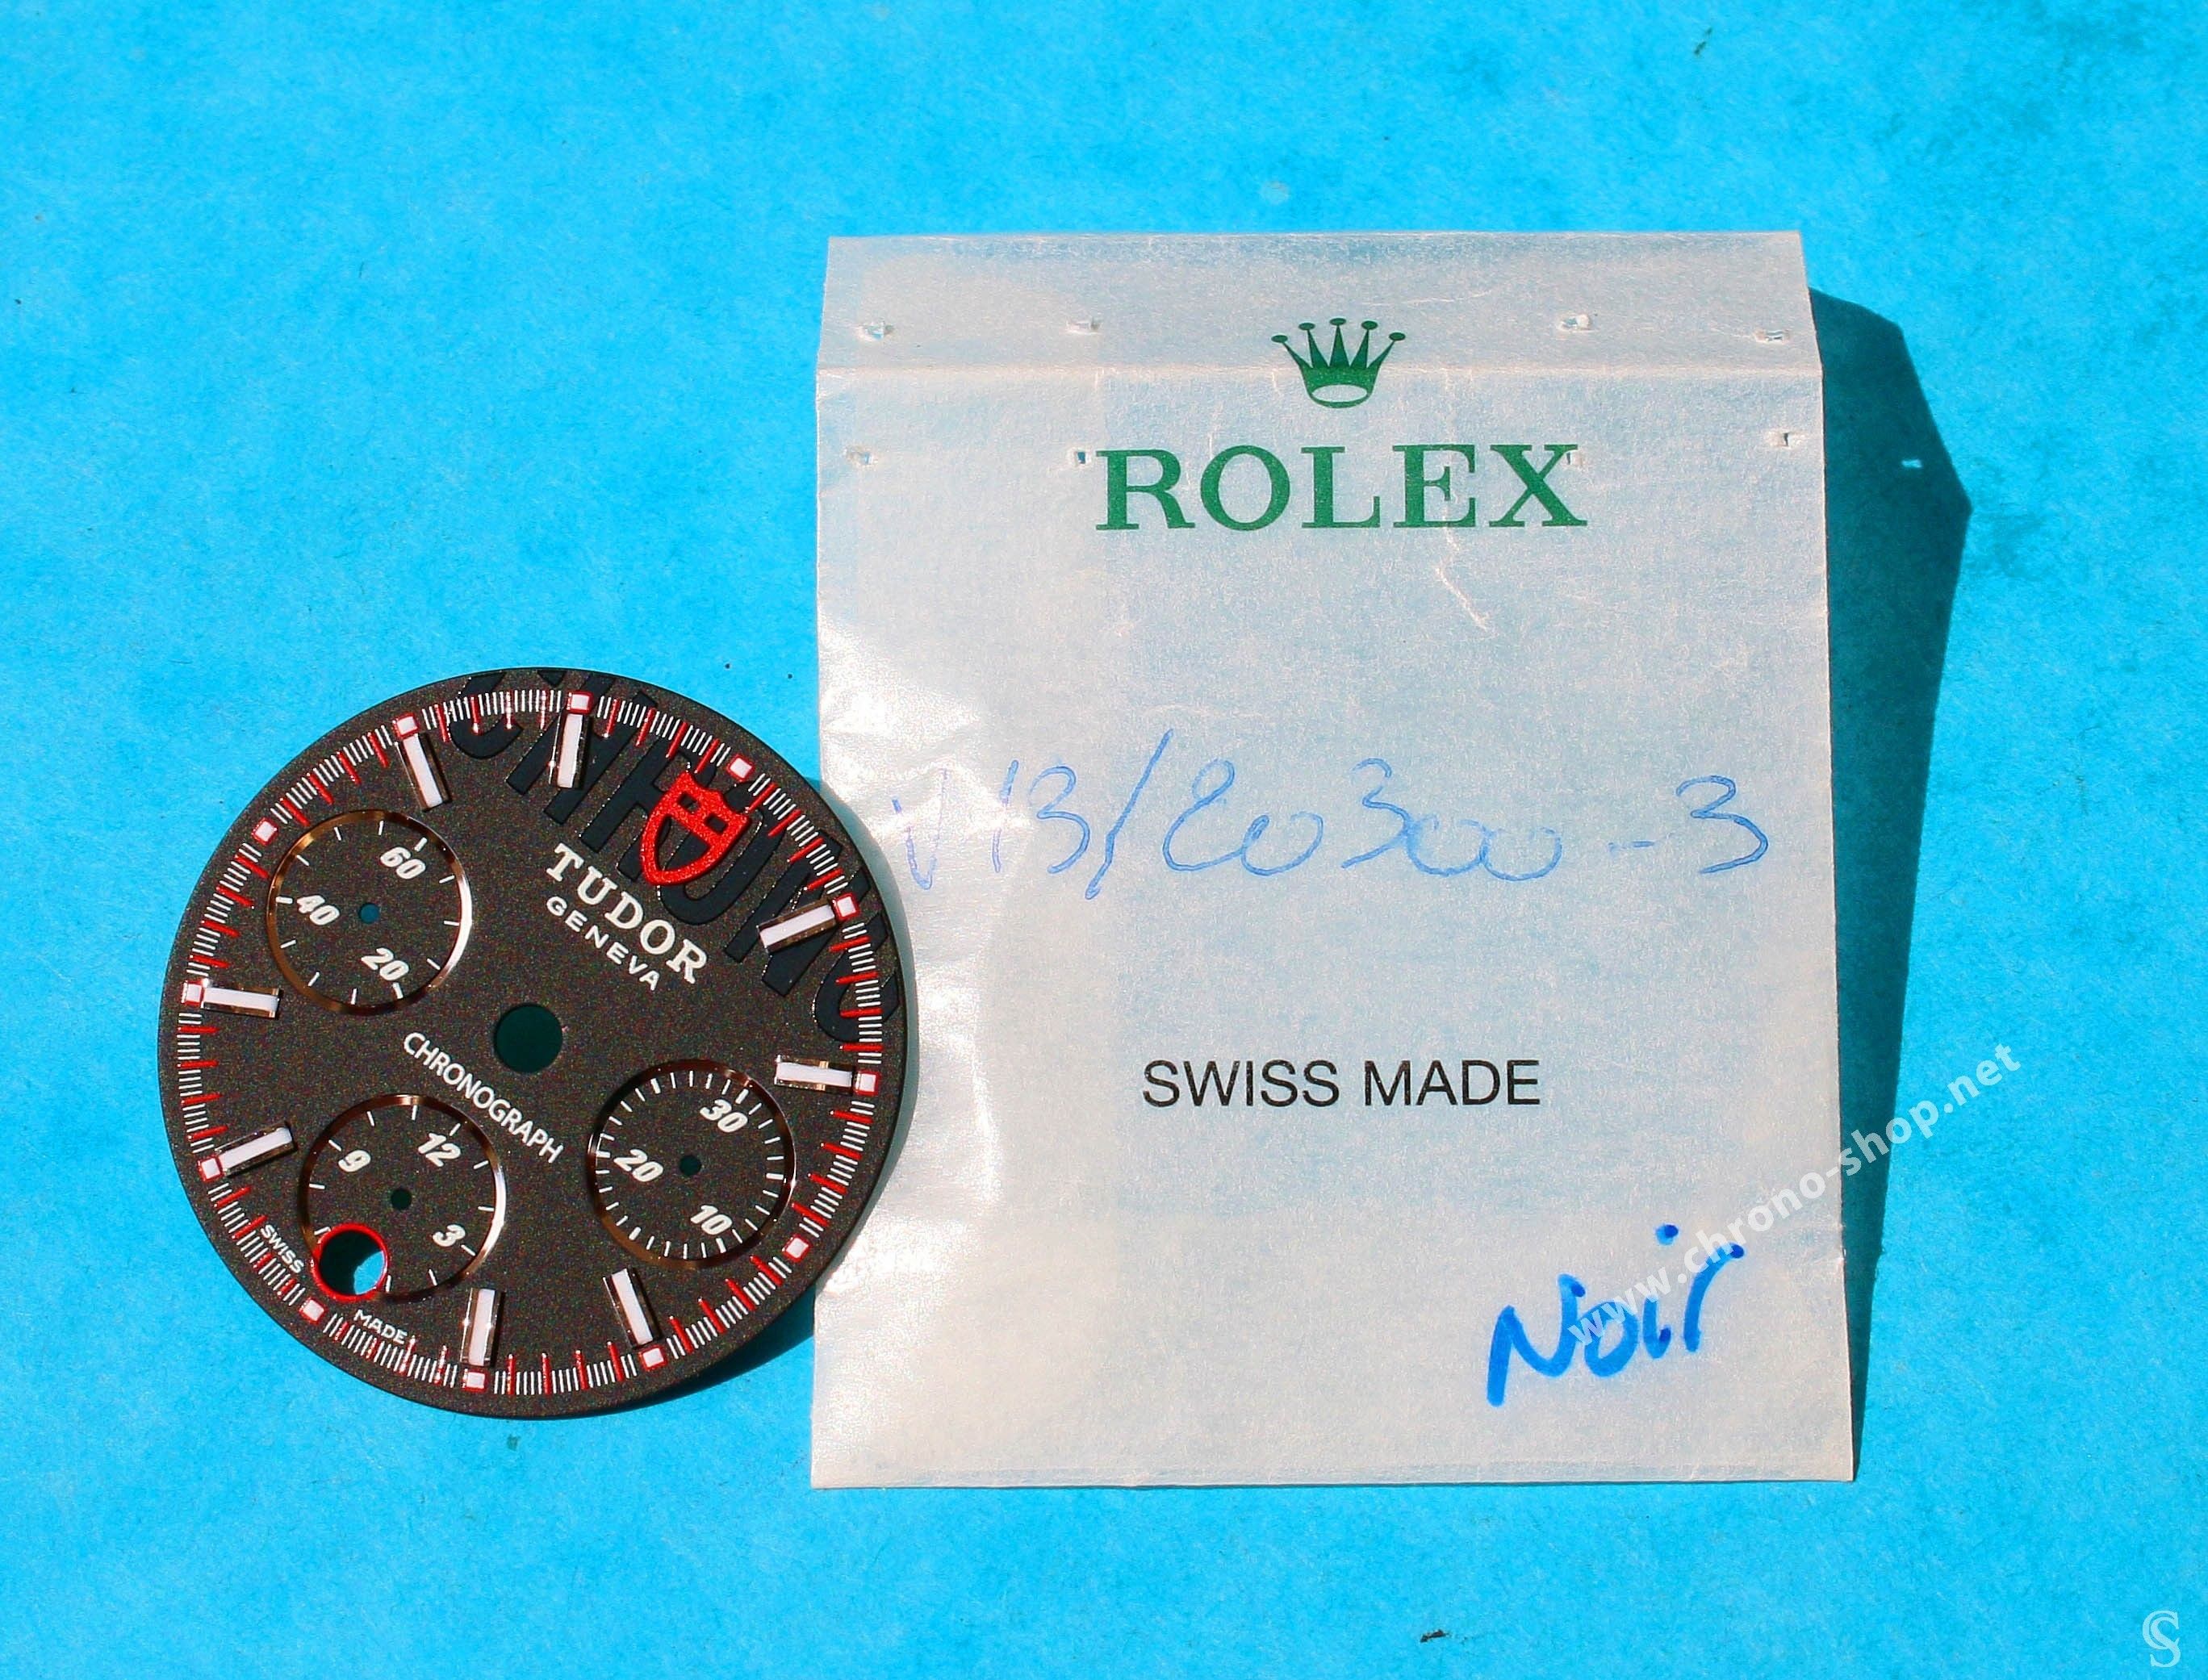 CHRONO
TUDOR
GENEVA
CHRONOGRAPH
60
40
20
12
9
3
30
20
10
SWISS
MADE
ROLEX
V13/20300-3
SWISS MADE
Noir
www.chrono-shop.net